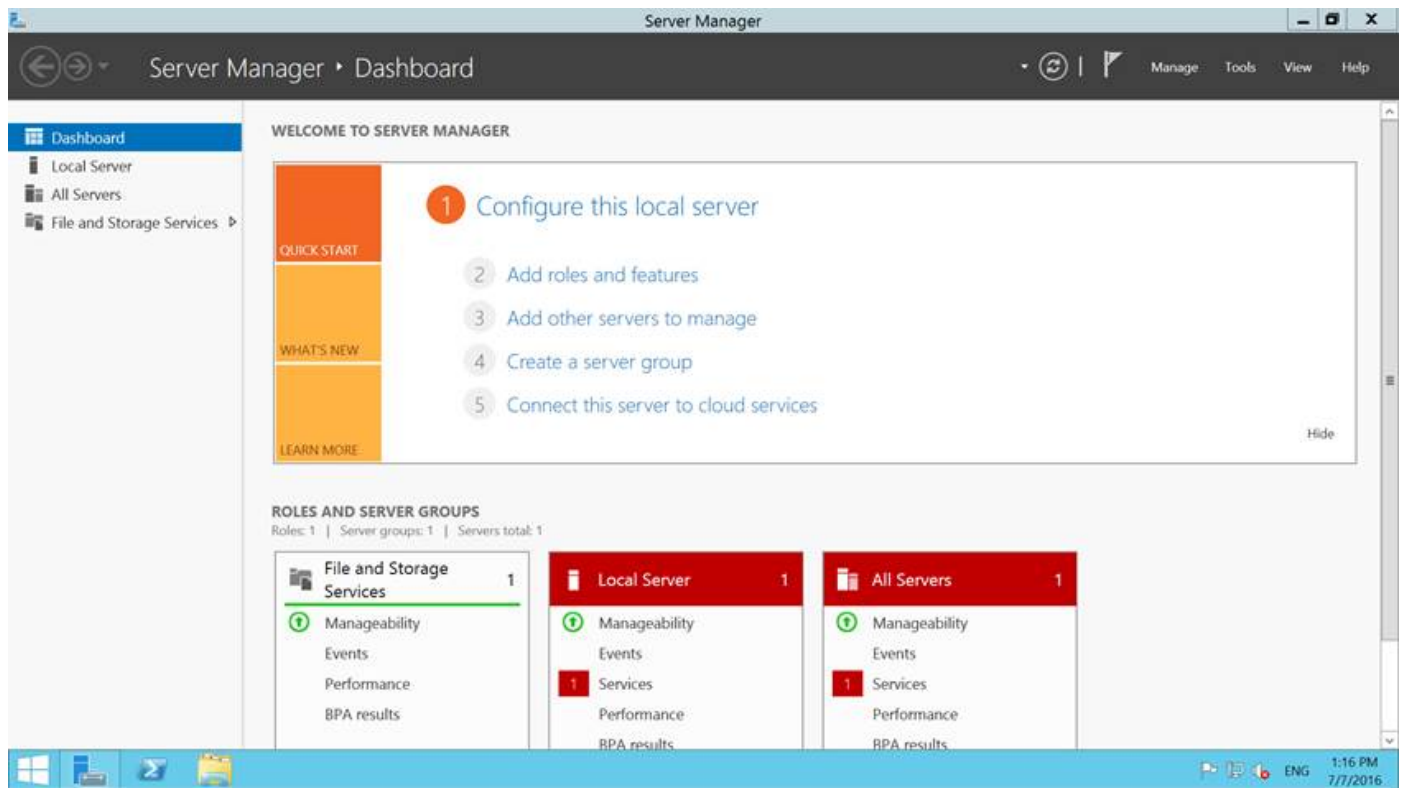 Server Manager
Server Manager • Dashboard
Manage Tools View Help
Dashboard
Local Server
All Servers
File and Storage Services
WELCOME TO SERVER MANAGER
QUICK START
WHAT'S NEW
LEARN MORE
1 Configure this local server
2 Add roles and features
3 Add other servers to manage
4 Create a server group
5 Connect this server to cloud services
Hide
ROLES AND SERVER GROUPS
Roles: 1 | Server groups: 1 | Servers total: 1
File and Storage
Services 1
Manageability
Events
Performance
BPA results
Local Server 1
Manageability
Events
1 Services
Performance
BPA results
All Servers 1
Manageability
Events
1 Services
Performance
BPA results
ENG
1:16 PM
7/7/2016